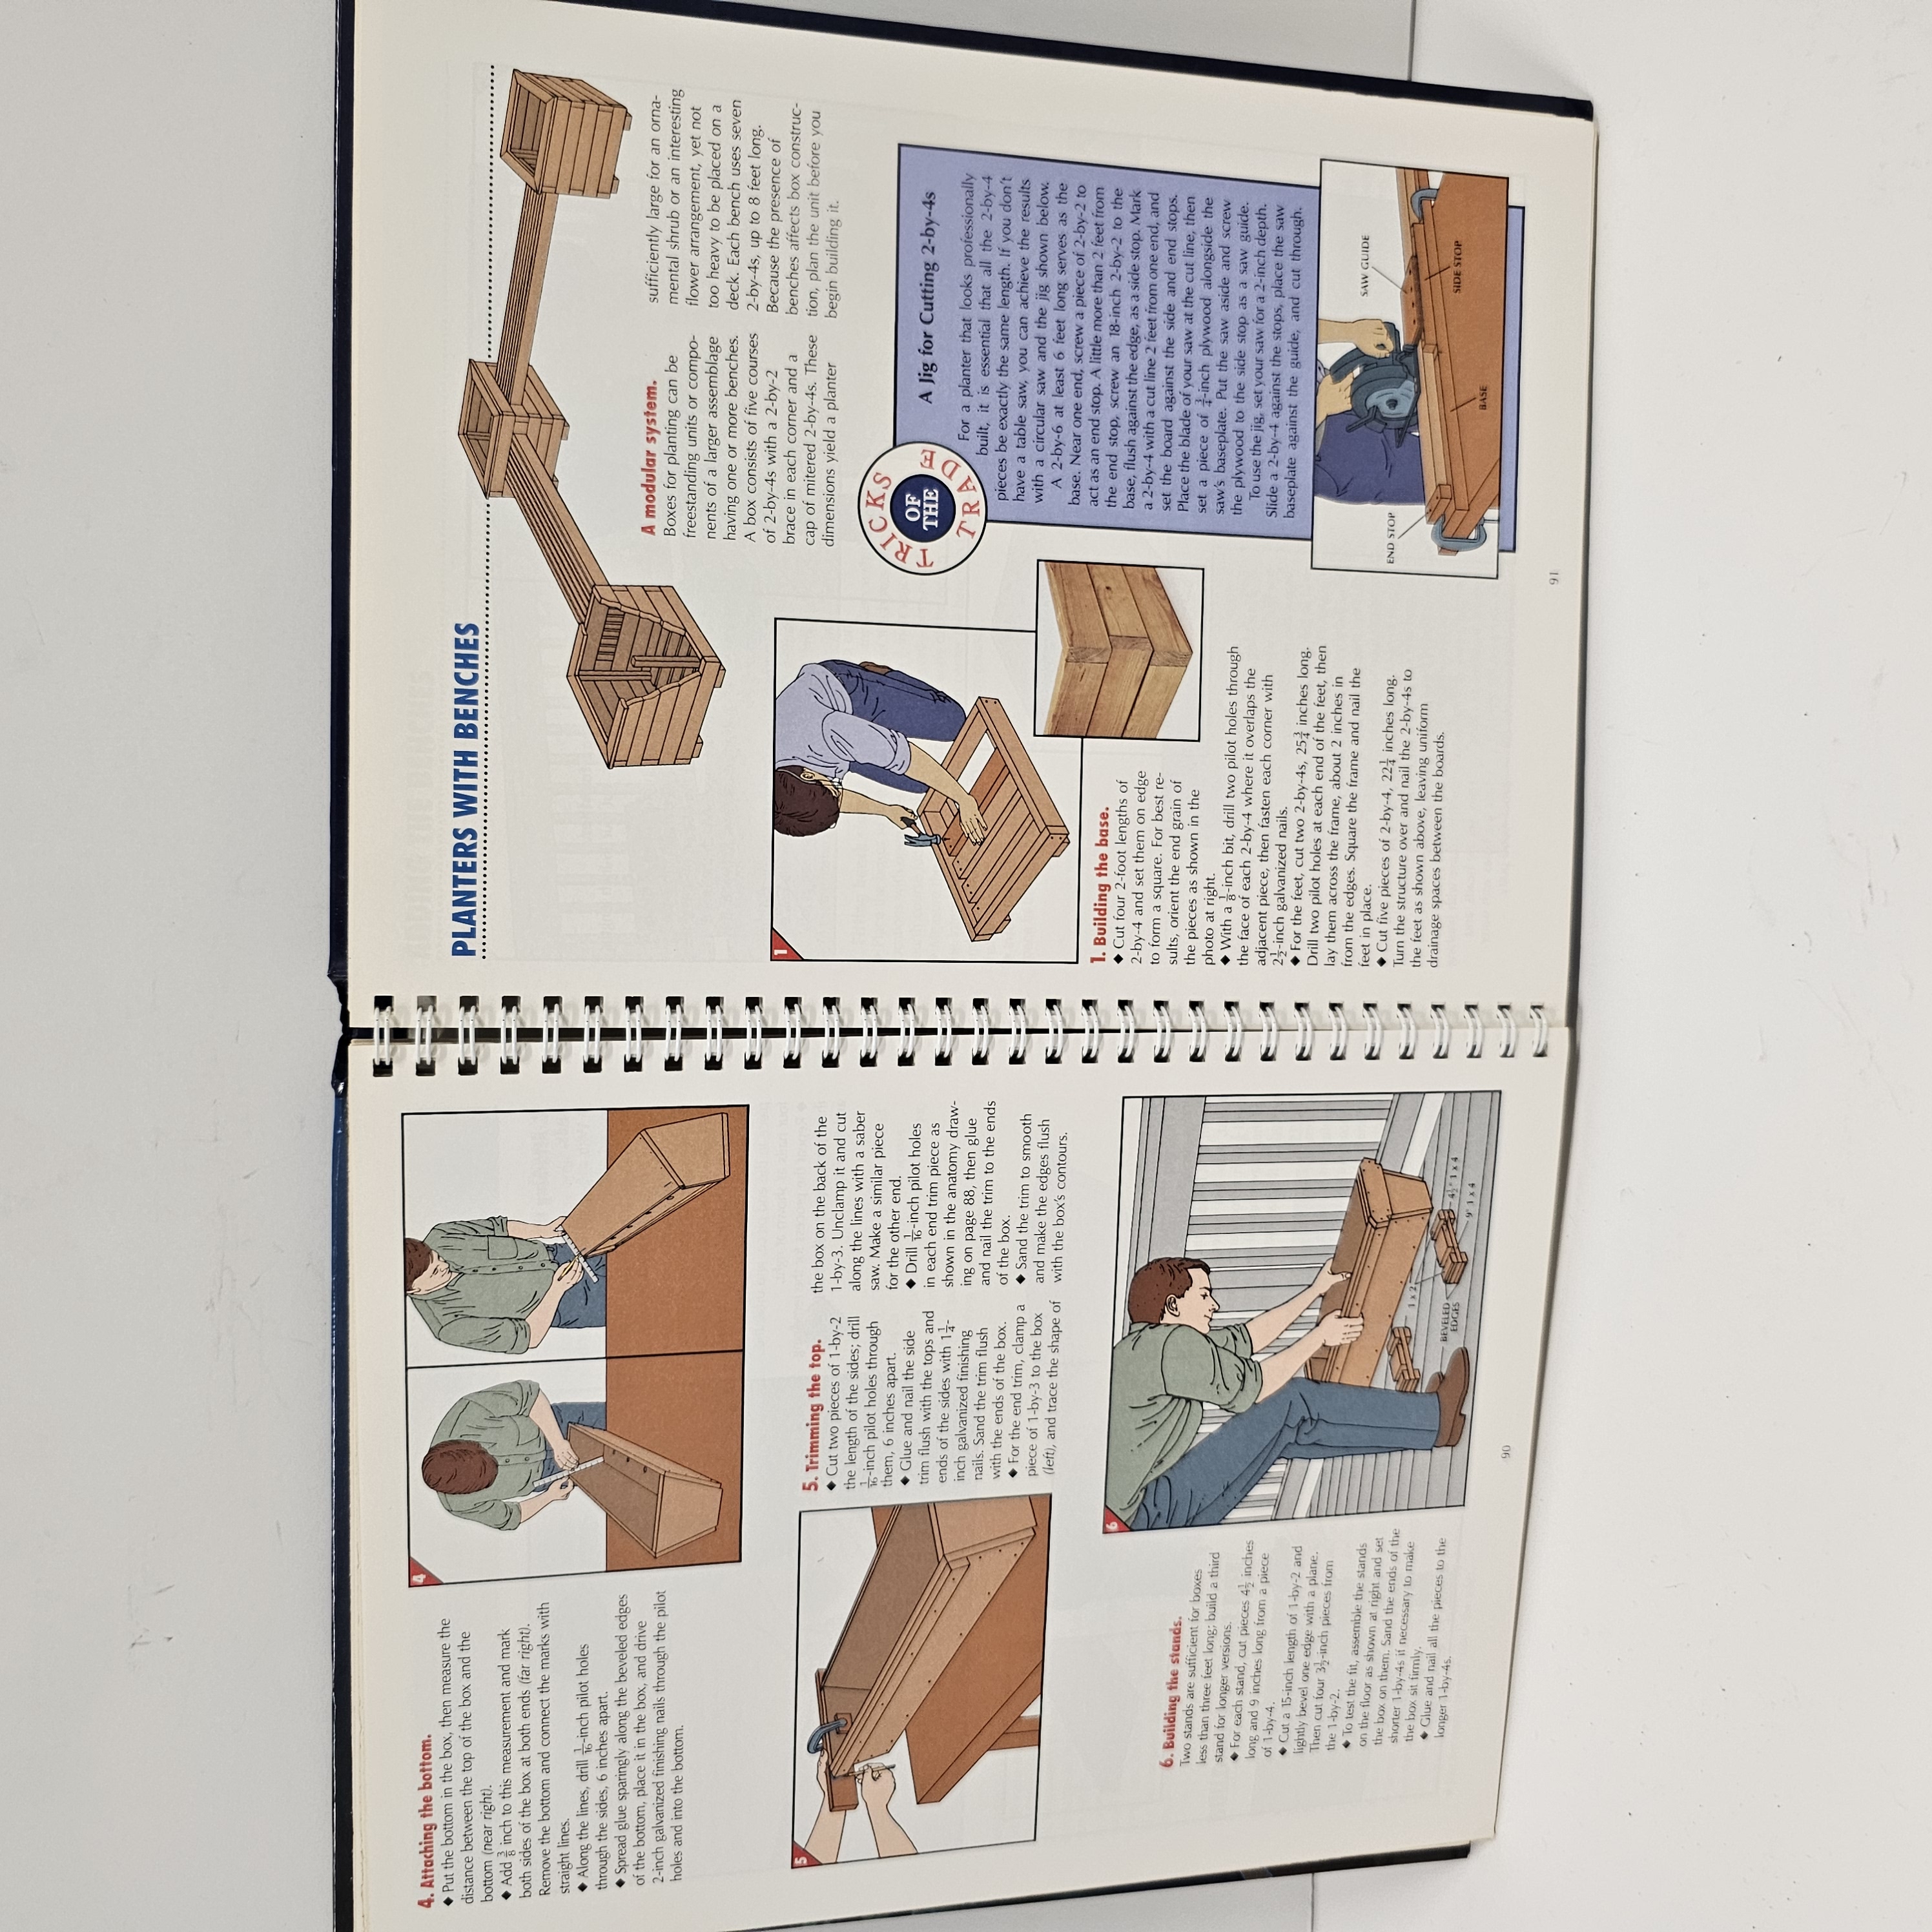 4. Attaching the bottom.
◆ Put the bottom in the box, then measure the
distance between the top of the box and the
bottom (near right).
◆ Add 3/8 inch to this measurement and mark
both sides of the box at both ends (far right).
Remove the bottom and connect the marks with
straight lines.
◆ Along the lines, drill 1/16-inch pilot holes
through the sides, 6 inches apart.
◆ Spread glue sparingly along the beveled edges
of the bottom, place it in the box, and drive
2-inch galvanized finishing nails through the pilot
holes and into the bottom.
4
5
5. Trimming the top.
◆ Cut two pieces of 1-by-2
the length of the sides; drill
1/16-inch pilot holes through
them, 6 inches apart.
◆ Glue and nail the side
trim flush with the tops and
ends of the sides with 1 1/4-
inch galvanized finishing
nails. Sand the trim flush
with the ends of the box.
◆ For the end trim, clamp a
piece of 1-by-3 to the box
(left), and trace the shape of
the box on the back of the
1-by-3. Unclamp it and cut
along the lines with a saber
saw. Make a similar piece
for the other end.
◆ Drill 1/16-inch pilot holes
in each end trim piece as
shown in the anatomy draw-
ing on page 88, then glue
and nail the trim to the ends
of the box.
◆ Sand the trim to smooth
and make the edges flush
with the box's contours.
6. Building the stands.
Two stands are sufficient for boxes
less than three feet long; build a third
stand for longer versions.
◆ For each stand, cut pieces 4 1/2 inches
long and 9 inches long from a piece
of 1-by-4.
◆ Cut a 15-inch length of 1-by-2 and
lightly bevel one edge with a plane.
Then cut four 3 1/2-inch pieces from
the 1-by-2.
◆ To test the fit, assemble the stands
on the floor as shown at right and set
the box on them. Sand the ends of the
shorter 1-by-4s if necessary to make
the box sit firmly.
◆ Glue and nail all the pieces to the
longer 1-by-4s.
6
1 x 2
BEVELED
EDGES
4 1/2" 1 x 4
9" 1 x 4
90
PLANTERS WITH BENCHES
A modular system.
Boxes for planting can be
freestanding units or compo-
nents of a larger assemblage
having one or more benches.
A box consists of five courses
of 2-by-4s with a 2-by-2
brace in each corner and a
cap of mitered 2-by-4s. These
dimensions yield a planter
sufficiently large for an orna-
mental shrub or an interesting
flower arrangement, yet not
too heavy to be placed on a
deck. Each bench uses seven
2-by-4s, up to 8 feet long.
Because the presence of
benches affects box construc-
tion, plan the unit before you
begin building it.
1
1. Building the base.
◆ Cut four 2-foot lengths of
2-by-4 and set them on edge
to form a square. For best re-
sults, orient the end grain of
the pieces as shown in the
photo at right.
◆ With a 1/8-inch bit, drill two pilot holes through
the face of each 2-by-4 where it overlaps the
adjacent piece, then fasten each corner with
2 1/2-inch galvanized nails.
◆ For the feet, cut two 2-by-4s, 25 3/4 inches long.
Drill two pilot holes at each end of the feet, then
lay them across the frame, about 2 inches in
from the edges. Square the frame and nail the
feet in place.
◆ Cut five pieces of 2-by-4, 22 1/4 inches long.
Turn the structure over and nail the 2-by-4s to
the feet as shown above, leaving uniform
drainage spaces between the boards.
TRICKS
OF
THE
TRADE
A Jig for Cutting 2-by-4s
For a planter that looks professionally
built, it is essential that all the 2-by-4
pieces be exactly the same length. If you don't
have a table saw, you can achieve the results
with a circular saw and the jig shown below.
A 2-by-6 at least 6 feet long serves as the
base. Near one end, screw a piece of 2-by-2 to
act as an end stop. A little more than 2 feet from
the end stop, screw an 18-inch 2-by-2 to the
base, flush against the edge, as a side stop. Mark
a 2-by-4 with a cut line 2 feet from one end, and
set the board against the side and end stops.
Place the blade of your saw at the cut line, then
set a piece of 3/4-inch plywood alongside the
saw's baseplate. Put the saw aside and screw
the plywood to the side stop as a saw guide.
To use the jig, set your saw for a 2-inch depth.
Slide a 2-by-4 against the stops, place the saw
baseplate against the guide, and cut through.
END STOP
SAW GUIDE
SIDE STOP
BASE
91